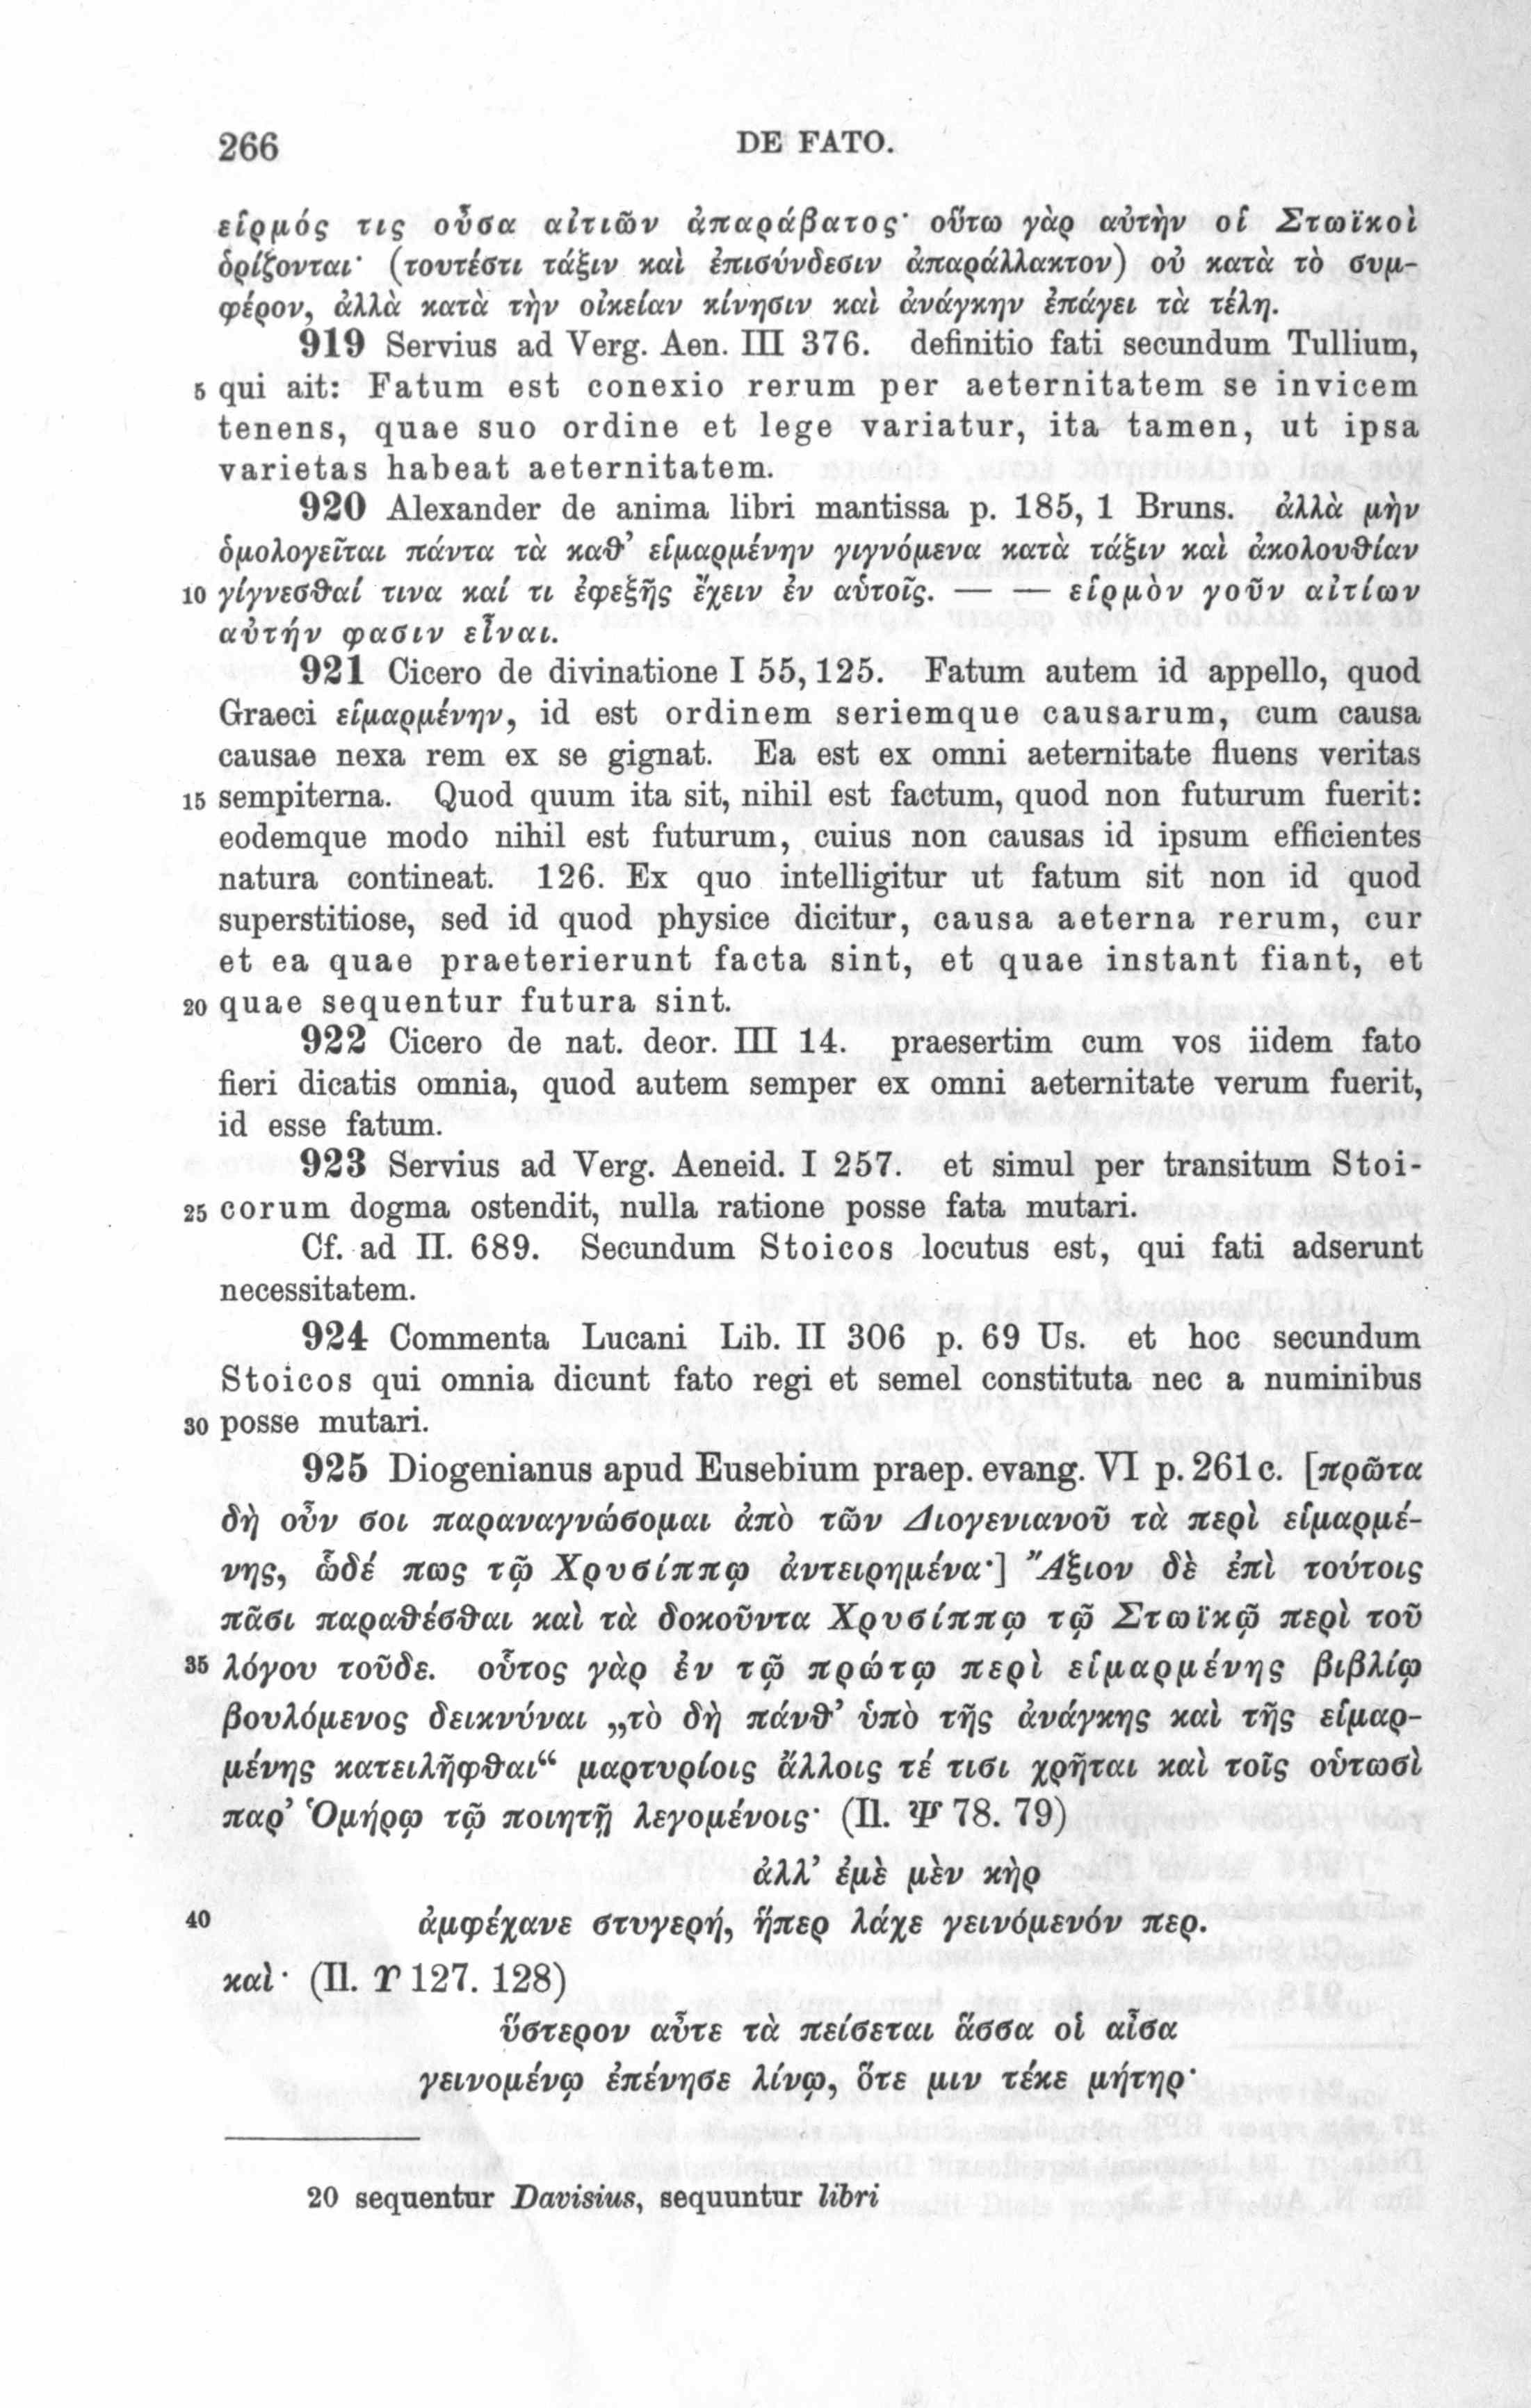 266 DE FATO.
εἱρμός τις οὖσα αἰτιῶν ἀπαράβατος· οὕτω γὰρ αὐτὴν οἱ Στωϊκοὶ
ὁρίζονται· (τουτέστι τάξιν καὶ ἐπισύνδεσιν ἀπαράλλακτον) οὐ κατὰ τὸ συμ-
φέρον, ἀλλὰ κατὰ τὴν οἰκείαν κίνησιν καὶ ἀνάγκην ἐπάγει τὰ τέλη.
919 Servius ad Verg. Aen. III 376. definitio fati secundum Tullium,
5 qui ait: Fatum est conexio rerum per aeternitatem se invicem
tenens, quae suo ordine et lege variatur, ita tamen, ut ipsa
varietas habeat aeternitatem.
920 Alexander de anima libri mantissa p. 185, 1 Bruns. ἀλλὰ μὴν
ὁμολογεῖται πάντα τὰ καθ’ εἱμαρμένην γιγνόμενα κατὰ τάξιν καὶ ἀκολουθίαν
10 γίγνεσθαί τινα καί τι ἐφεξῆς ἔχειν ἐν αὑτοῖς. — — εἱρμὸν γοῦν αἰτίων
αὐτήν φασιν εἶναι.
921 Cicero de divinatione I 55, 125. Fatum autem id appello, quod
Graeci εἱμαρμένην, id est ordinem seriemque causarum, cum causa
causae nexa rem ex se gignat. Ea est ex omni aeternitate fluens veritas
15 sempiterna. Quod quum ita sit, nihil est factum, quod non futurum fuerit:
eodemque modo nihil est futurum, cuius non causas id ipsum efficientes
natura contineat. 126. Ex quo intelligitur ut fatum sit non id quod
superstitiose, sed id quod physice dicitur, causa aeterna rerum, cur
et ea quae praeterierunt facta sint, et quae instant fiant, et
20 quae sequentur futura sint.
922 Cicero de nat. deor. III 14. praesertim cum vos iidem fato
fieri dicatis omnia, quod autem semper ex omni aeternitate verum fuerit,
id esse fatum.
923 Servius ad Verg. Aeneid. I 257. et simul per transitum Stoi-
25 corum dogma ostendit, nulla ratione posse fata mutari.
Cf. ad II. 689. Secundum Stoicos locutus est, qui fati adserunt
necessitatem.
924 Commenta Lucani Lib. II 306 p. 69 Us. et hoc secundum
Stoicos qui omnia dicunt fato regi et semel constituta nec a numinibus
30 posse mutari.
925 Diogenianus apud Eusebium praep. evang. VI p. 261c. [πρῶτα
δὴ οὖν σοι παραναγνώσομαι ἀπὸ τῶν Διογενιανοῦ τὰ περὶ εἱμαρμέ-
νης, ὧδέ πως τῷ Χρυσίππῳ ἀντειρημένα·] Ἄξιον δὲ ἐπὶ τούτοις
πᾶσι παραθέσθαι καὶ τὰ δοκοῦντα Χρυσίππῳ τῷ Στωϊκῷ περὶ τοῦ
35 λόγου τοῦδε. οὗτος γὰρ ἐν τῷ πρώτῳ περὶ εἱμαρμένης βιβλίῳ
βουλόμενος δεικνύναι „τὸ δὴ πάνθ’ ὑπὸ τῆς ἀνάγκης καὶ τῆς εἱμαρ-
μένης κατειλῆφθαι“ μαρτυρίοις ἄλλοις τέ τισι χρῆται καὶ τοῖς οὑτωσὶ
παρ’ Ὁμήρῳ τῷ ποιητῇ λεγομένοις· (Il. Ψ 78. 79)
ἀλλ’ ἐμὲ μὲν κὴρ
40 ἀμφέχανε στυγερή, ἥπερ λάχε γεινόμενόν περ.
καὶ· (Il. Υ 127. 128)
ὕστερον αὖτε τὰ πείσεται ἅσσα οἱ αἶσα
γεινομένῳ ἐπένησε λίνῳ, ὅτε μιν τέκε μήτηρ·
20 sequentur Davisius, sequuntur libri